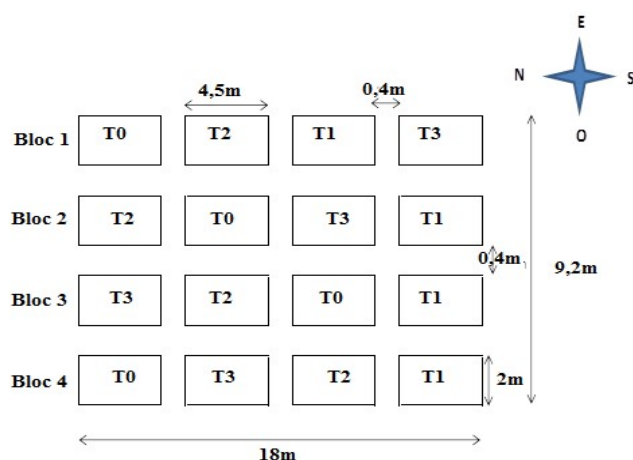 E
N S
O
4,5m 0,4m
Bloc 1 T0 T2 T1 T3
Bloc 2 T2 T0 T3 T1
0,4m 9,2m
Bloc 3 T3 T2 T0 T1
Bloc 4 T0 T3 T2 T1 2m
18m